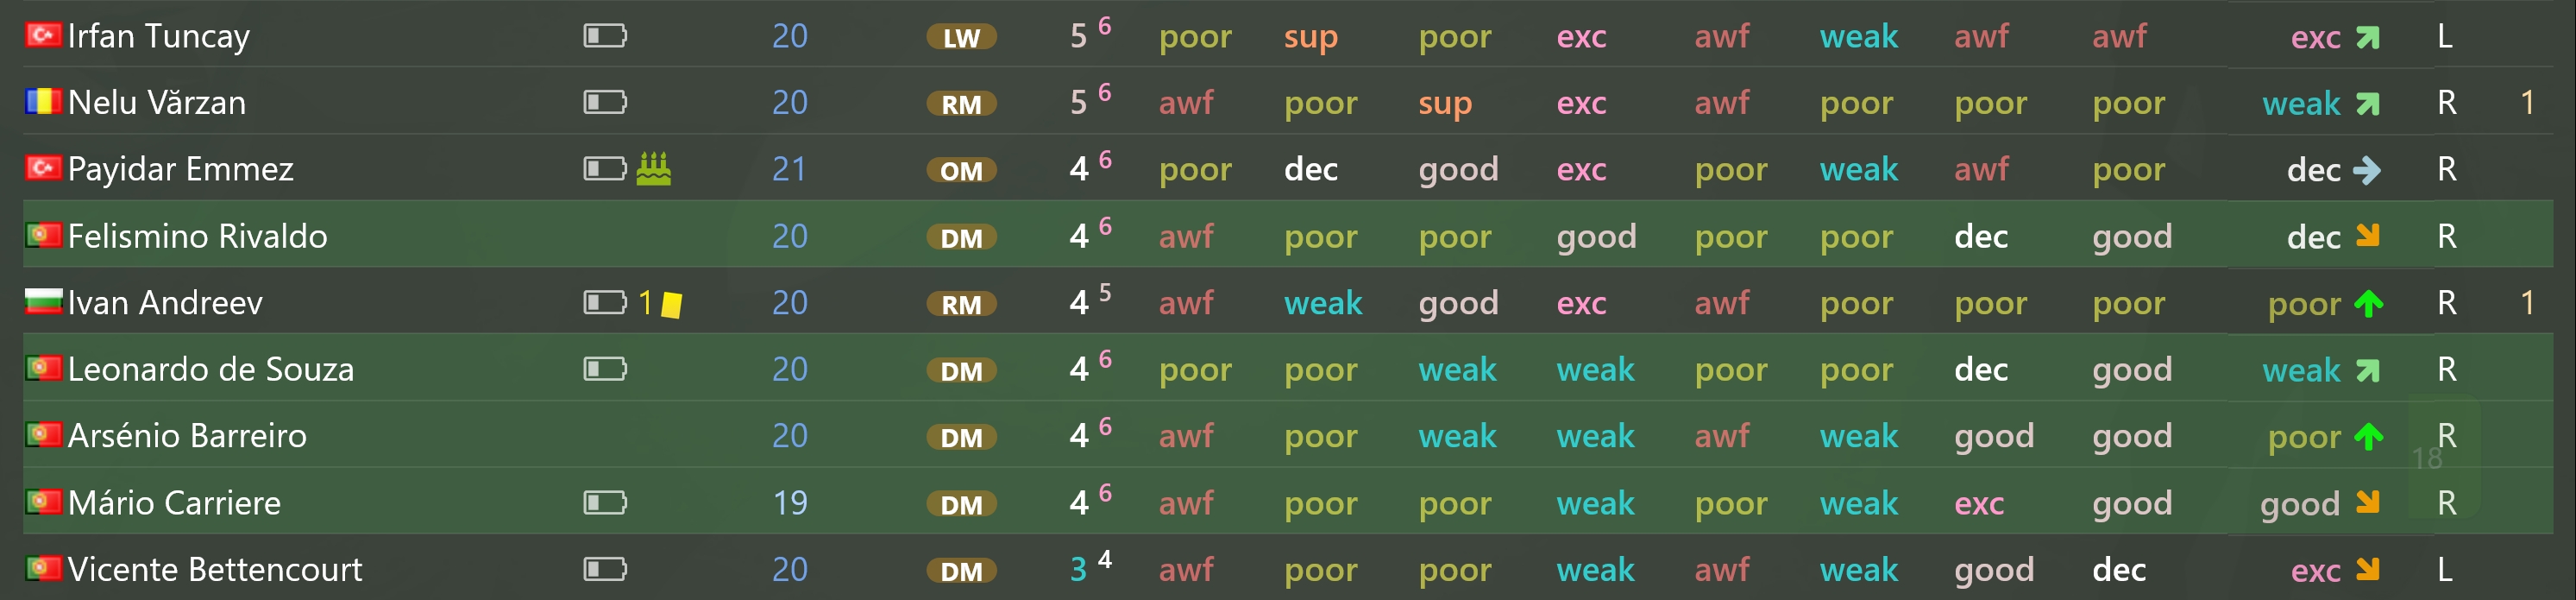 Irfan Tuncay 20 LW 5 6 poor sup poor exc awf weak awf awf exc L
Nelu Vărzan 20 RM 5 6 awf poor sup exc awf poor poor poor weak R 1
Payidar Emmez 21 OM 4 6 poor dec good exc poor weak awf poor dec R
Felismino Rivaldo 20 DM 4 6 awf poor poor good poor poor dec good dec R
Ivan Andreev 1 20 RM 4 5 awf weak good exc awf poor poor poor poor R 1
Leonardo de Souza 20 DM 4 6 poor poor weak weak poor poor dec good weak R
Arsénio Barreiro 20 DM 4 6 awf poor weak weak awf weak good good poor R
18
Mário Carriere 19 DM 4 6 awf poor poor weak poor weak exc good good R
Vicente Bettencourt 20 DM 3 4 awf poor poor weak awf weak good dec exc L